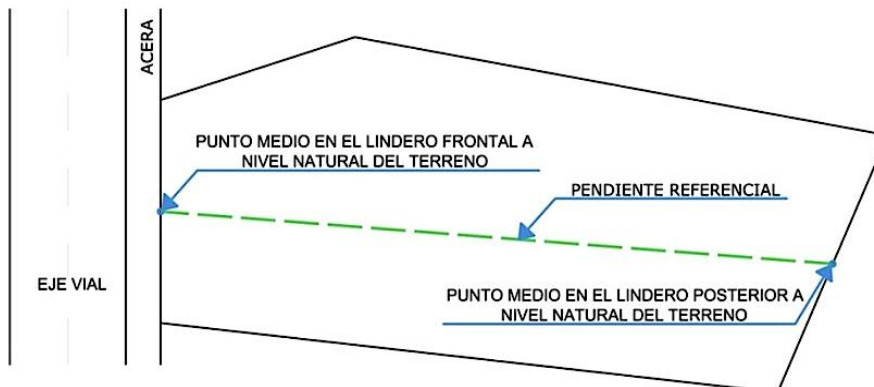 ACERA
PUNTO MEDIO EN EL LINDERO FRONTAL A
NIVEL NATURAL DEL TERRENO
PENDIENTE REFERENCIAL
EJE VIAL
PUNTO MEDIO EN EL LINDERO POSTERIOR A
NIVEL NATURAL DEL TERRENO